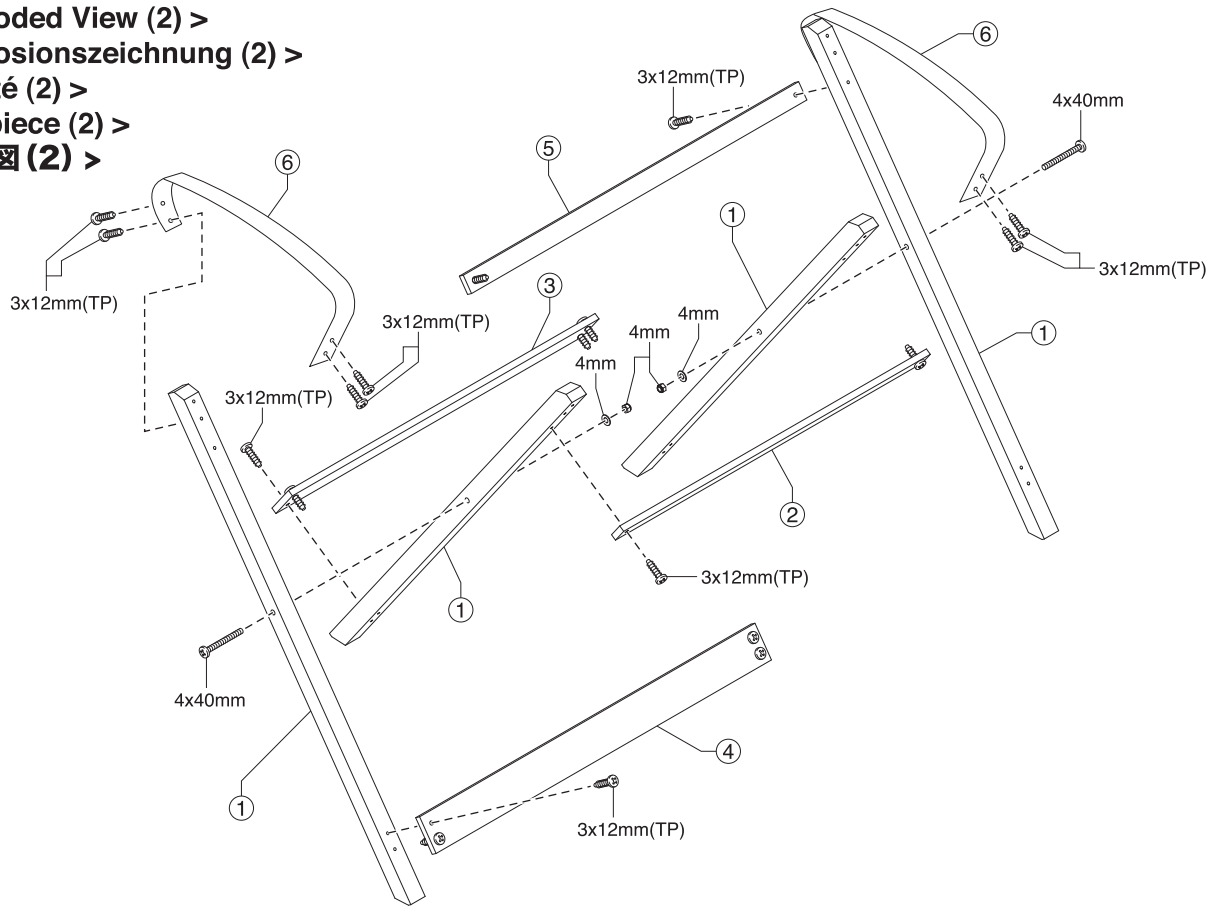 oded View (2) >
osionszeichnung (2) >
té (2) >
piece (2) >
図 (2) >
6
3x12mm(TP)
4x40mm
5
6
1
3x12mm(TP)
3x12mm(TP)
3
3x12mm(TP)
4mm
4mm
4mm
1
3x12mm(TP)
2
3x12mm(TP)
1
4x40mm
4
1
3x12mm(TP)